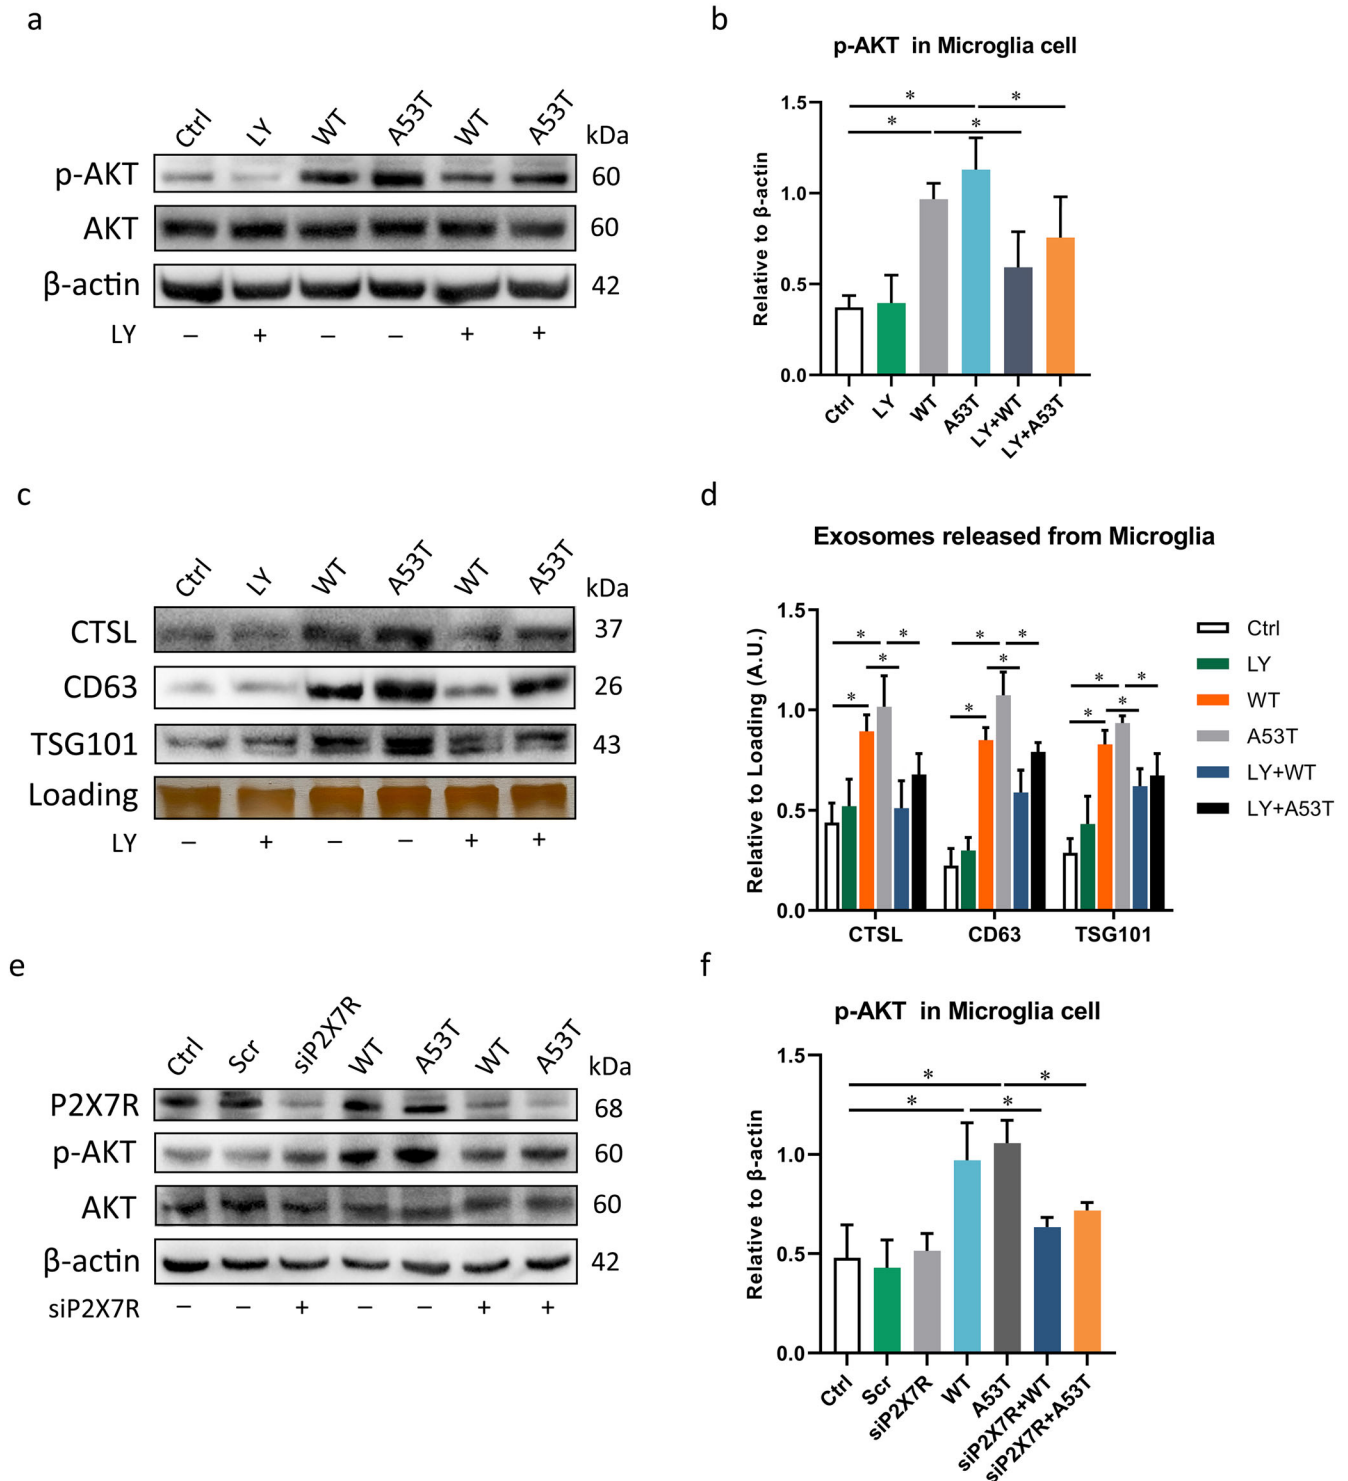 a
Ctrl LY WT A53T WT A53T kDa
p-AKT 60
AKT 60
β-actin 42
LY – + – – + +
b
p-AKT in Microglia cell
Relative to β-actin
1.5
1.0
0.5
0.0
* *
* *
Ctrl LY WT A53T LY+WT LY+A53T
c
Ctrl LY WT A53T WT A53T kDa
CTSL 37
CD63 26
TSG101 43
Loading
LY – + – – + +
d
Exosomes released from Microglia
Relative to Loading (A.U.)
1.5
1.0
0.5
0.0
* * * *
* * * *
* * * *
CTSL CD63 TSG101
Ctrl
LY
WT
A53T
LY+WT
LY+A53T
e
Ctrl Scr siP2X7R WT A53T WT A53T kDa
P2X7R 68
p-AKT 60
AKT 60
β-actin 42
siP2X7R – – + – – + +
f
p-AKT in Microglia cell
Relative to β-actin
1.5
1.0
0.5
0.0
* *
* *
Ctrl Scr siP2X7R WT A53T siP2X7R+WT siP2X7R+A53T